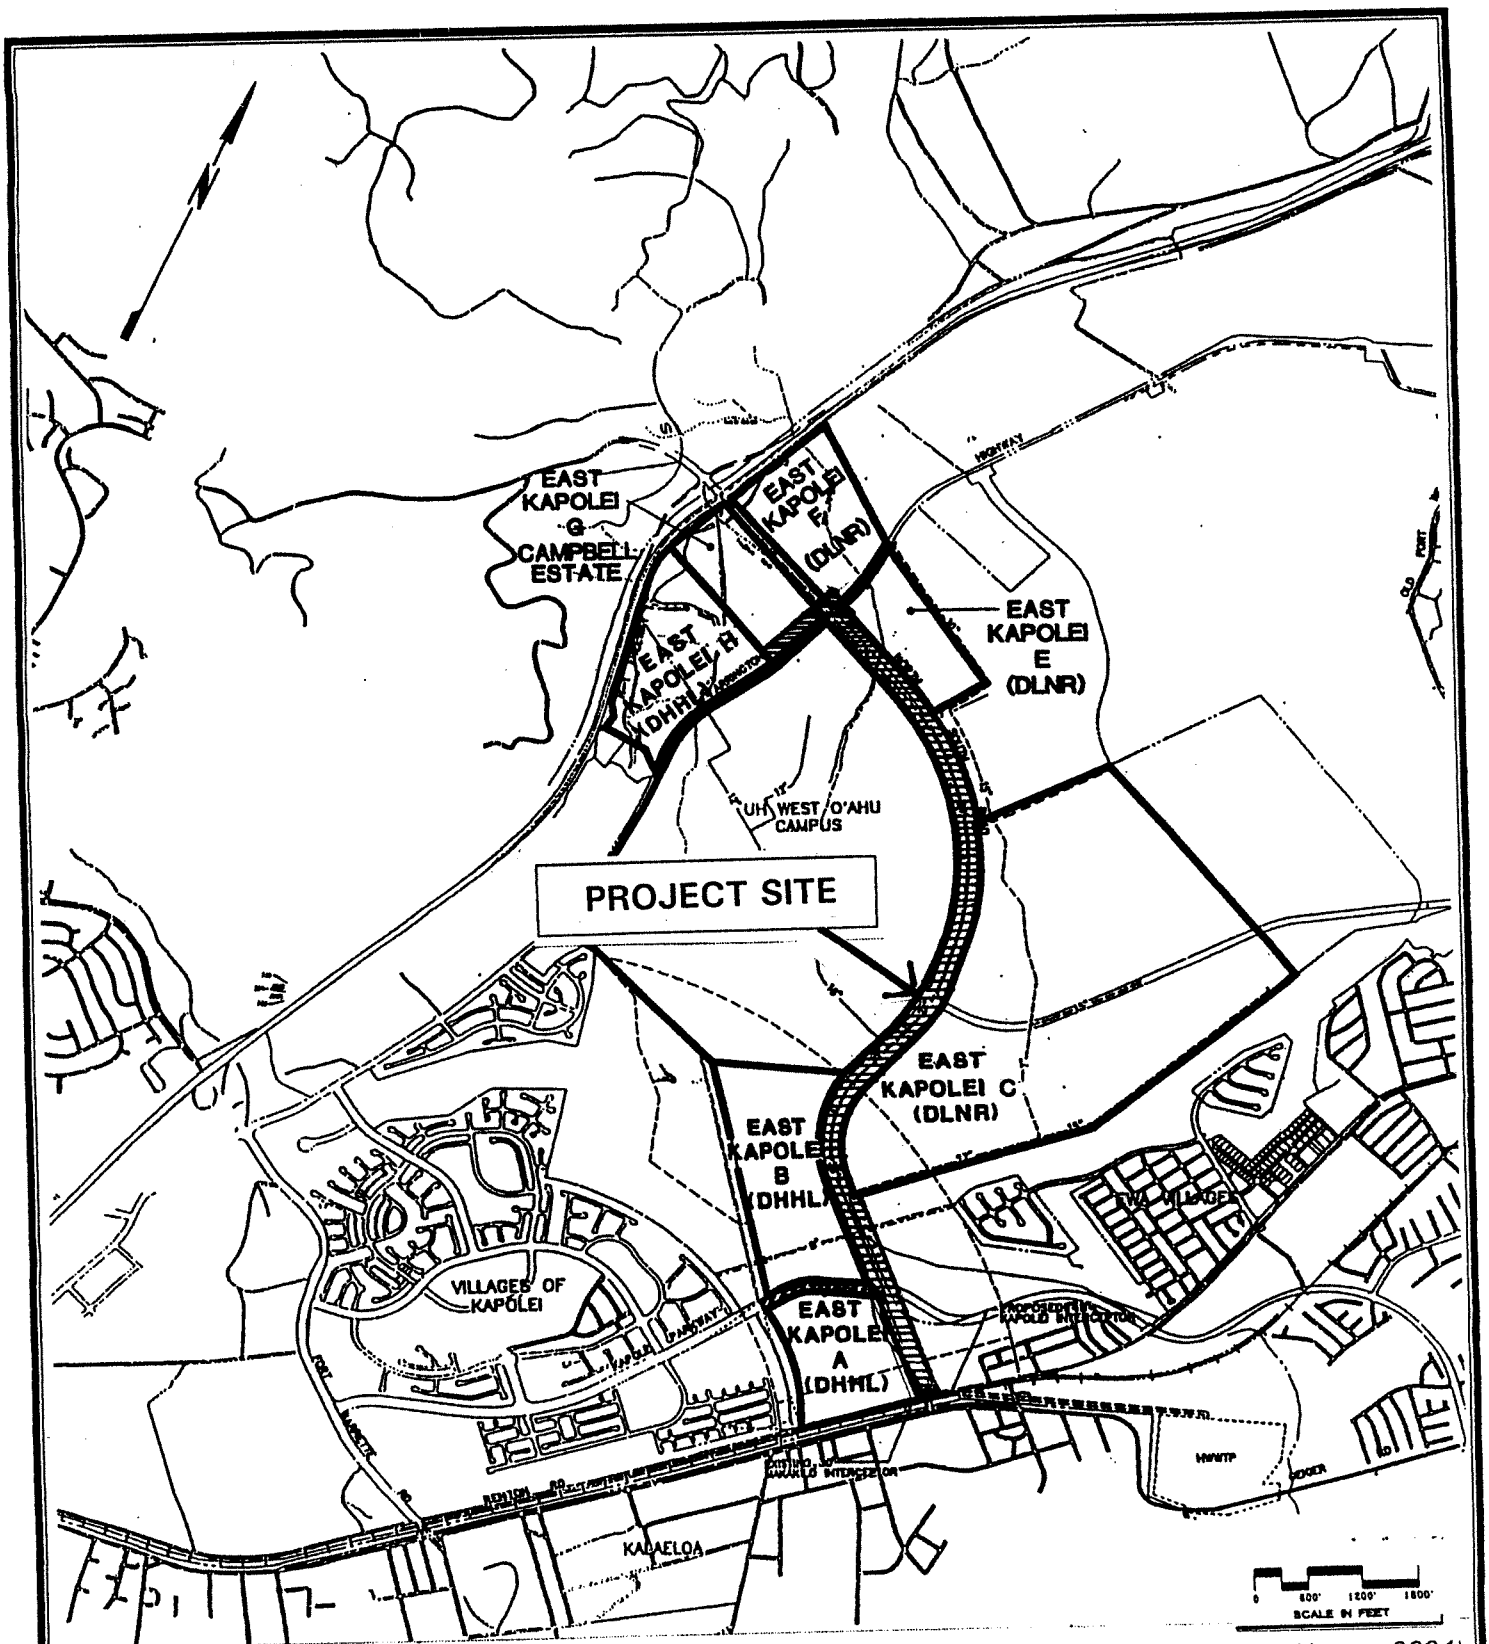 N
HIGHWAY
EAST
KAPOLEI
G
CAMPBELL
ESTATE
EAST
KAPOLEI
F
(DLNR)
OLD
FORT
EAST
KAPOLEI
E
(DLNR)
EAST
KAPOLEI H
(DHHL)
UH WEST O'AHU
CAMPUS
PROJECT SITE
EAST
KAPOLEI C
(DLNR)
EAST
KAPOLEI
B
(DHHL)
EWA VILLAGES
VILLAGES OF
KAPOLEI
PROPOSED
KAPOLEI INTERCEPTOR
EAST
KAPOLEI
A
(DHHL)
KAPOLEI PARKWAY
FORT BARRETTE RD
RENTON RD
EXISTING
MAKAKILO INTERCEPTOR
HWWTP
GEIGER RD
KALAELOA
0 600' 1200' 1800'
SCALE IN FEET